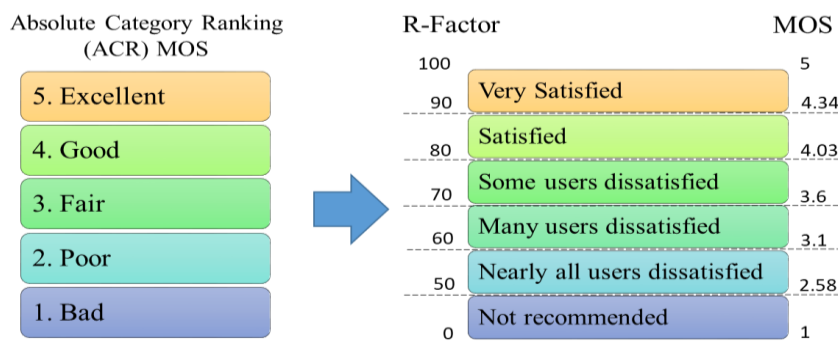 Absolute Category Ranking
(ACR) MOS
5. Excellent
4. Good
3. Fair
2. Poor
1. Bad
R-Factor MOS
100 5
Very Satisfied
90 4.34
Satisfied
80 4.03
Some users dissatisfied
70 3.6
Many users dissatisfied
60 3.1
Nearly all users dissatisfied
50 2.58
Not recommended
0 1